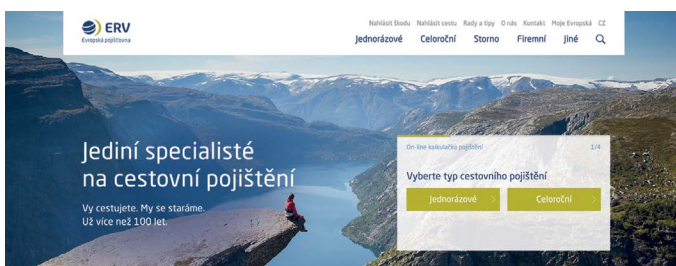 ERV
Evropská pojišťovna
Nahlásit škodu Nahlásit cestu Rady a tipy O nás Kontakt Moje Evropská CZ
Jednorázové Celoroční Storno Firemní Jiné
Jediní specialisté
na cestovní pojištění
Vy cestujete. My se staráme.
Už více než 100 let.
On-line kalkulačka pojištění 1/4
Vyberte typ cestovního pojištění
Jednorázové Celoroční